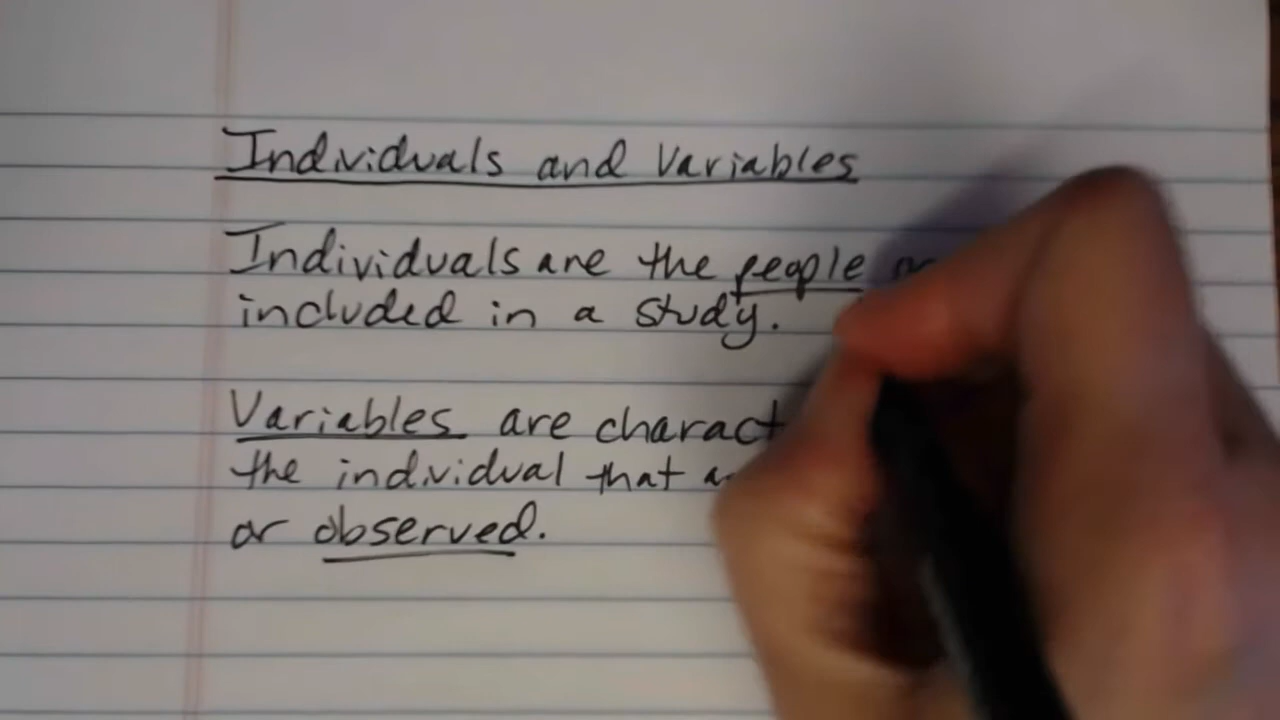 Individuals and Variables
Individuals are the people
included in a study.
Variables are charact
the individual that
or observed.